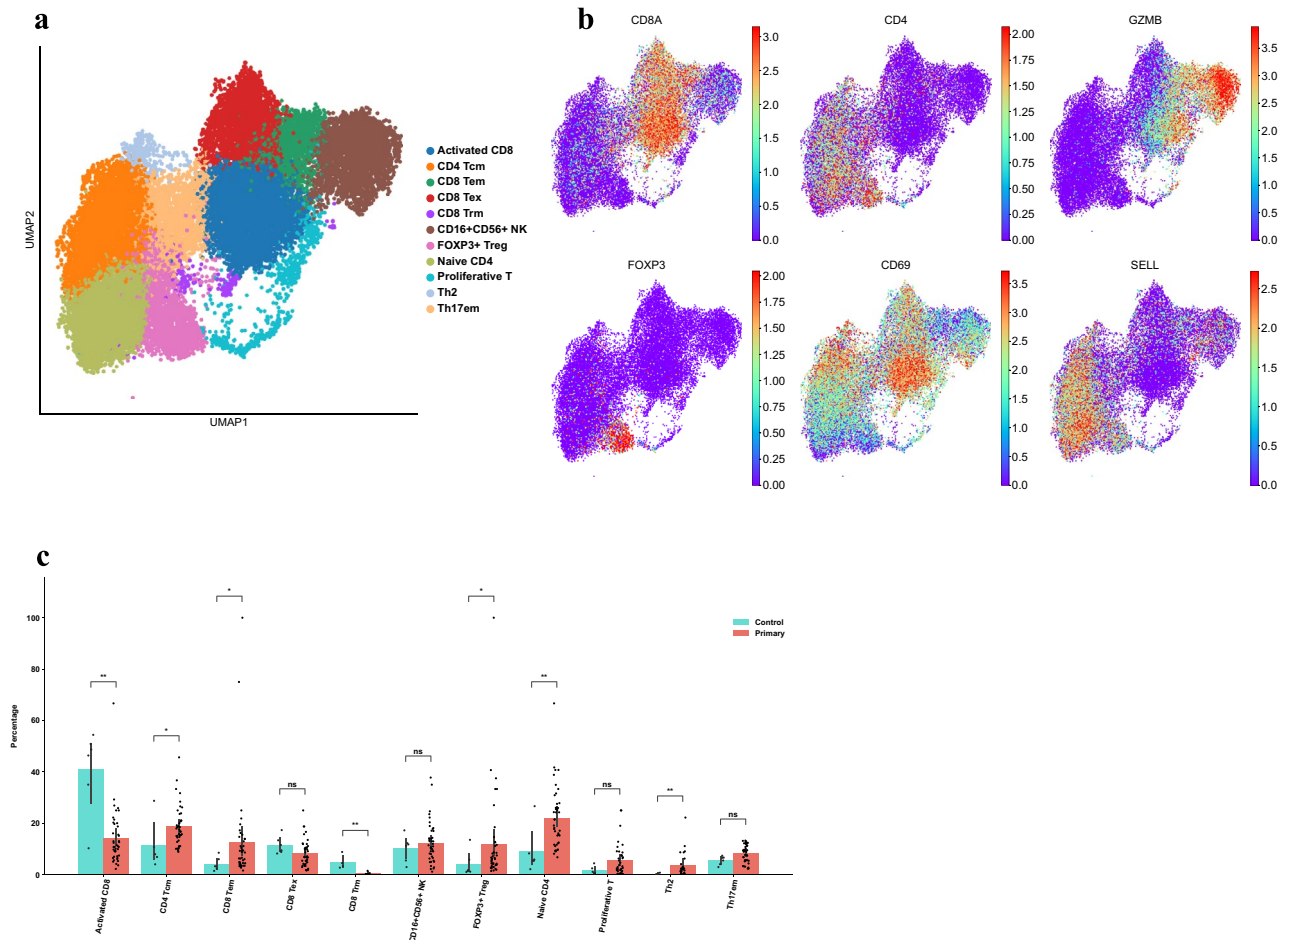 a
UMAP2
UMAP1
Activated CD8
CD4 Tcm
CD8 Tem
CD8 Tex
CD8 Trm
CD16+CD56+ NK
FOXP3+ Treg
Naive CD4
Proliferative T
Th2
Th17em
b
CD8A
3.0
2.5
2.0
1.5
1.0
0.5
0.0
CD4
2.00
1.75
1.50
1.25
1.00
0.75
0.50
0.25
0.00
GZMB
3.5
3.0
2.5
2.0
1.5
1.0
0.5
0.0
FOXP3
2.00
1.75
1.50
1.25
1.00
0.75
0.50
0.25
0.00
CD69
3.5
3.0
2.5
2.0
1.5
1.0
0.5
0.0
SELL
2.5
2.0
1.5
1.0
0.5
0.0
c
Percentage
100
80
60
40
20
0
** * * ns ** ns * ** ns ** ns
Control
Primary
Activated CD8
CD4 Tcm
CD8 Tem
CD8 Tex
CD8 Trm
CD16+CD56+ NK
FOXP3+ Treg
Naive CD4
Proliferative T
Th2
Th17em